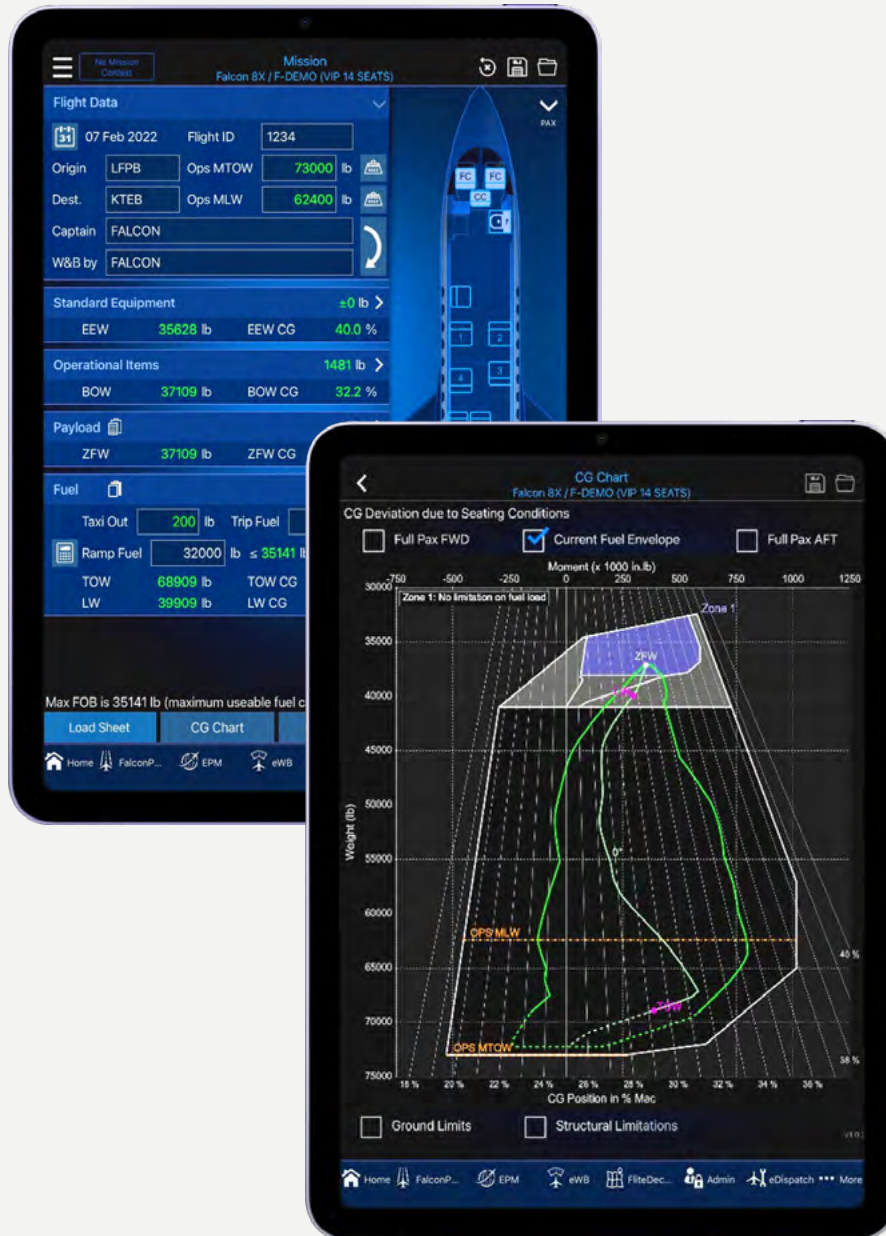 No Mission
Context
Mission
Falcon 8X / F-DEMO (VIP 14 SEATS)
Flight Data
PAX
31 07 Feb 2022 Flight ID 1234
Origin LFPB Ops MTOW 73000 lb
Dest. KTEB Ops MLW 62400 lb
Captain FALCON
W&B by FALCON
FC FC
CC
Standard Equipment ±0 lb
EEW 35628 lb EEW CG 40.0 %
1 2
Operational Items 1481 lb
4 3
BOW 37109 lb BOW CG 32.2 %
Payload
ZFW 37109 lb ZFW CG
Fuel
Taxi Out 200 lb Trip Fuel
Ramp Fuel 32000 lb ≤ 35141 lb
TOW 68909 lb TOW CG
LW 39909 lb LW CG
Max FOB is 35141 lb (maximum useable fuel c
Load Sheet CG Chart
Home FalconP... EPM eWB
CG Chart
Falcon 8X / F-DEMO (VIP 14 SEATS)
CG Deviation due to Seating Conditions
Full Pax FWD Current Fuel Envelope Full Pax AFT
Moment (x 1000 in.lb)
-750 -500 -250 0 250 500 750 1000 1250
30000
Zone 1: No limitation on fuel load
Zone 1
35000
ZFW
40000
45000
50000
Weight (lb)
55000
0°
60000
OPS MLW
65000
40 %
TOW
70000
OPS MTOW
38 %
75000
18 % 20 % 22 % 24 % 26 % 28 % 30 % 32 % 34 % 36 %
CG Position in % Mac
Ground Limits Structural Limitations
Home FalconP... EPM eWB FliteDec... Admin eDispatch More